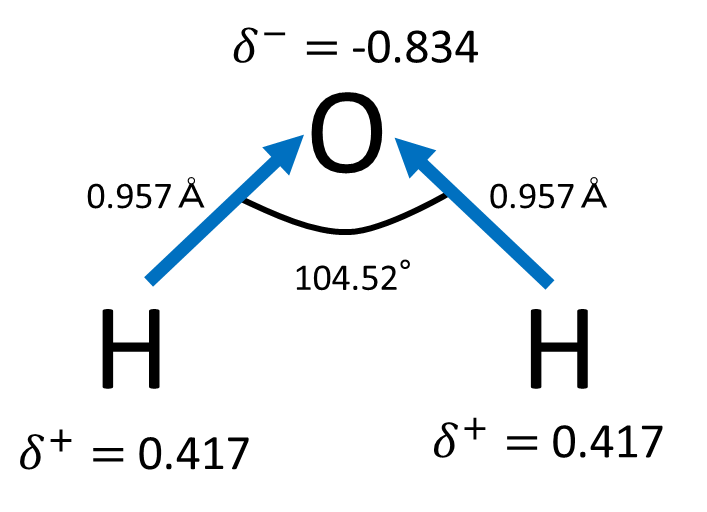 δ⁻ = -0.834
O
0.957 Å
0.957 Å
104.52°
H
H
δ⁺ = 0.417
δ⁺ = 0.417